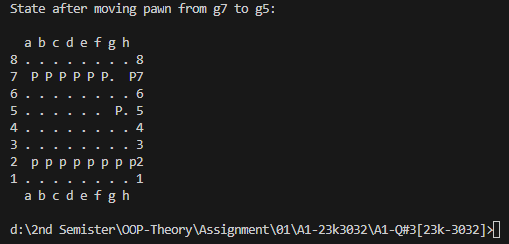 State after moving pawn from g7 to g5:
  a b c d e f g h
8 . . . . . . . . 8
7  P P P P P P.  P7
6 . . . . . . . . 6
5 . . . . . .  P. 5
4 . . . . . . . . 4
3 . . . . . . . . 3
2  p p p p p p p p2
1 . . . . . . . . 1
  a b c d e f g h
d:\2nd Semister\OOP-Theory\Assignment\01\A1-23k3032\A1-Q#3[23k-3032]>